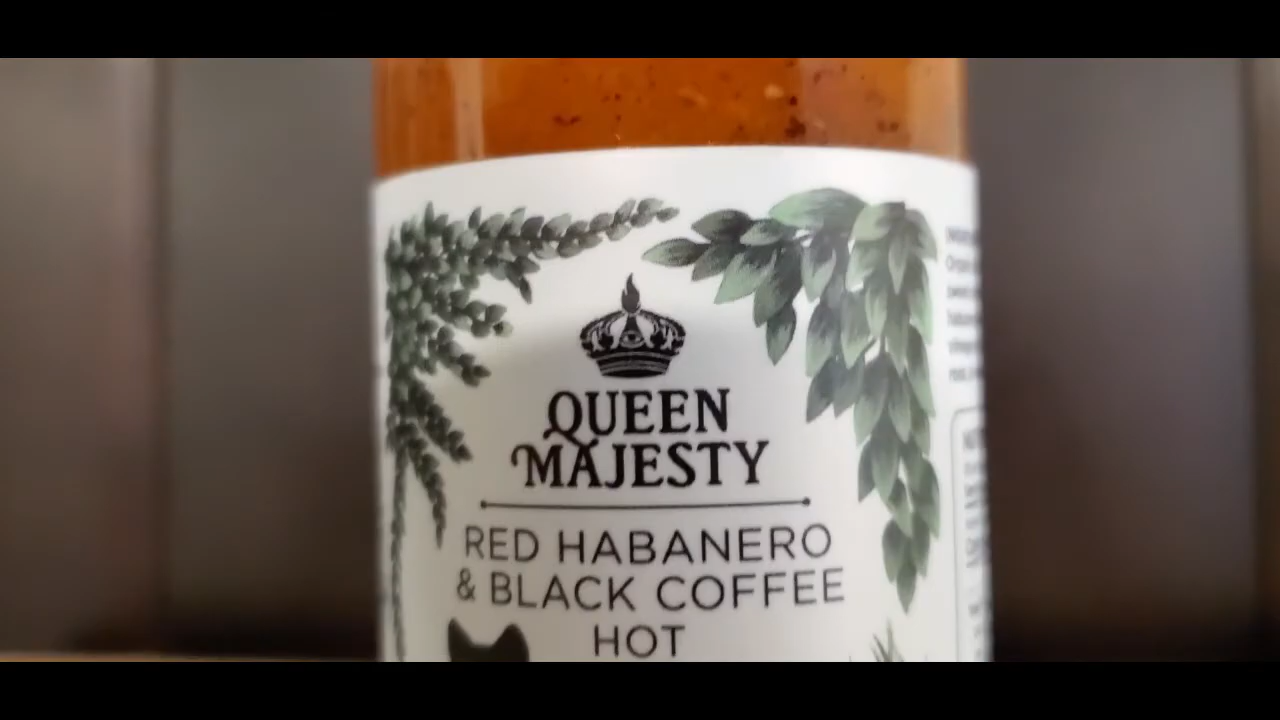 QUEEN
MAJESTY
RED HABANERO
& BLACK COFFEE
HOT